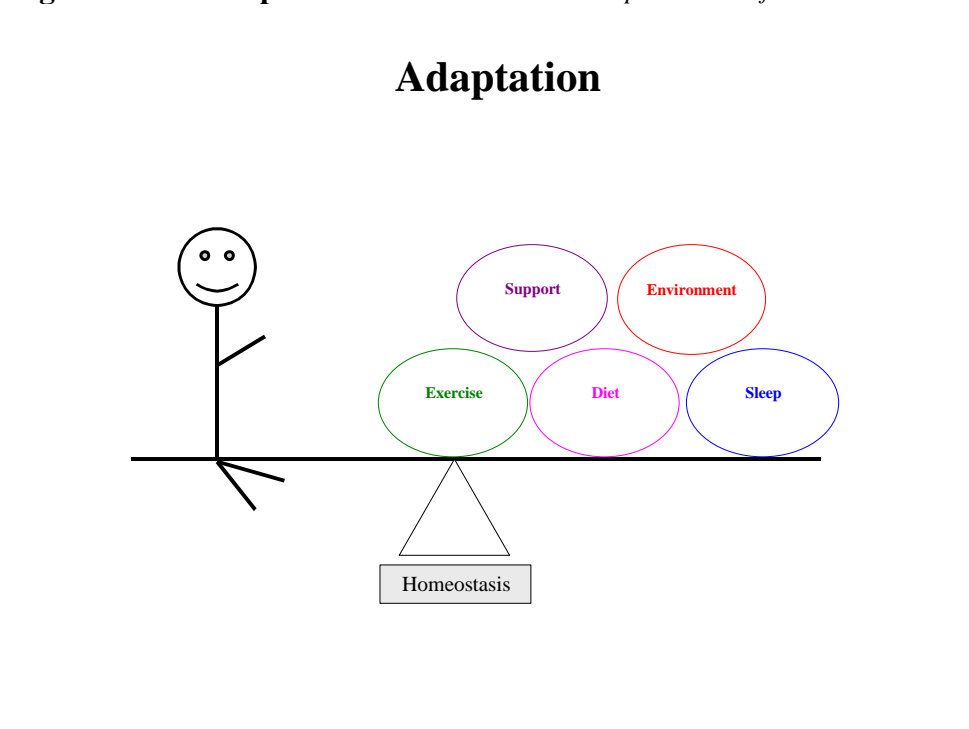 Adaptation
Support
Environment
Exercise
Diet
Sleep
Homeostasis